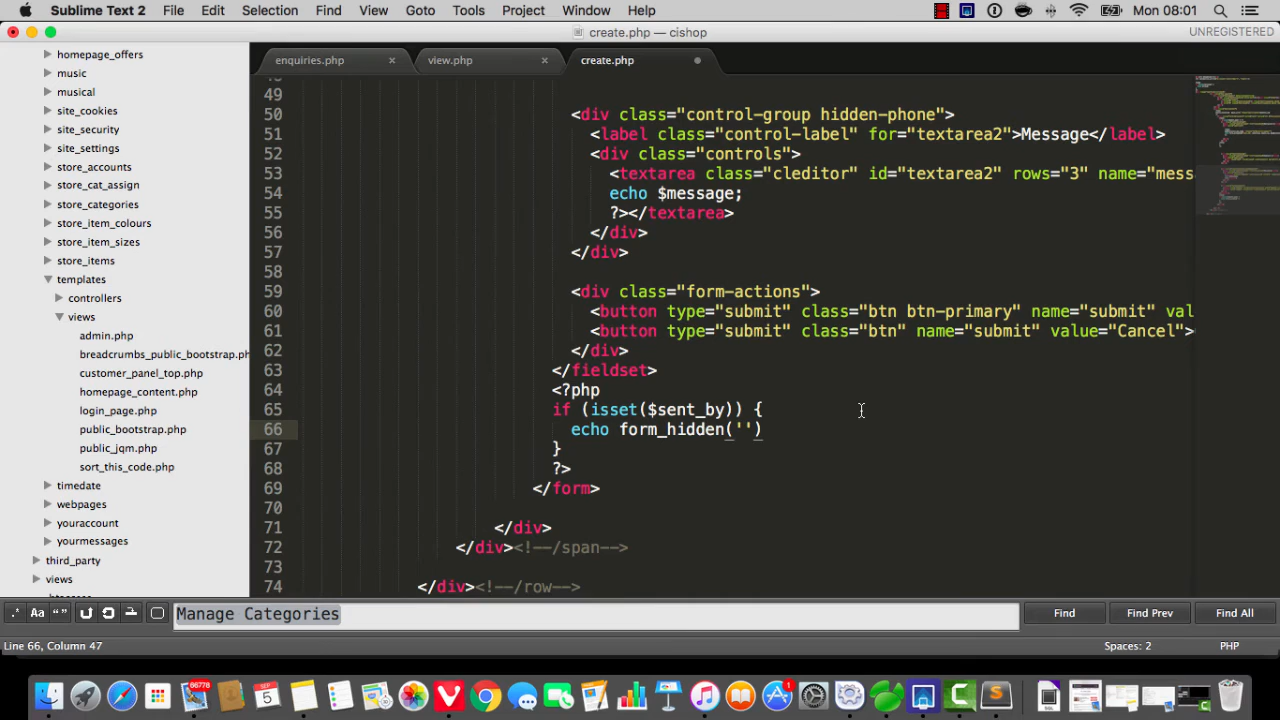 Sublime Text 2 File Edit Selection Find View Goto Tools Project Window Help Mon 08:01
create.php — cishop UNREGISTERED
enquiries.php × view.php × create.php
homepage_offers
music
musical
site_cookies
site_security
site_settings
store_accounts
store_cat_assign
store_categories
store_item_colours
store_item_sizes
store_items
templates
controllers
views
admin.php
breadcrumbs_public_bootstrap.ph
customer_panel_top.php
homepage_content.php
login_page.php
public_bootstrap.php
public_jqm.php
sort_this_code.php
timedate
webpages
youraccount
yourmessages
third_party
views
49
50 <div class="control-group hidden-phone">
51 <label class="control-label" for="textarea2">Message</label>
52 <div class="controls">
53 <textarea class="cleditor" id="textarea2" rows="3" name="mess
54 echo $message;
55 ?></textarea>
56 </div>
57 </div>
58
59 <div class="form-actions">
60 <button type="submit" class="btn btn-primary" name="submit" val
61 <button type="submit" class="btn" name="submit" value="Cancel">
62 </div>
63 </fieldset>
64 <?php
65 if (isset($sent_by)) {
66 echo form_hidden('')
67 }
68 ?>
69 </form>
70
71 </div>
72 </div><!--/span-->
73
74 </div><!--/row-->
.* Aa “” Manage Categories Find Find Prev Find All
Line 66, Column 47 Spaces: 2 PHP
66778 SEP 5 1